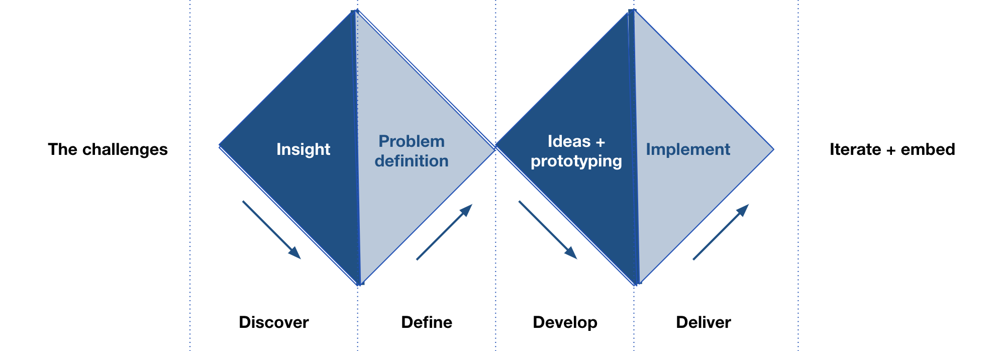 The challenges
Insight
Problem
definition
Ideas +
prototyping
Implement
Iterate + embed
Discover
Define
Develop
Deliver